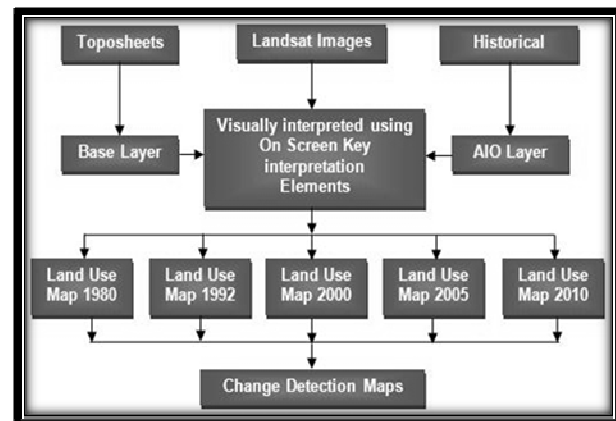 Toposheets
Landsat Images
Historical
Visually interpreted using
On Screen Key
interpretation
Elements
Base Layer
AIO Layer
Land Use
Map 1980
Land Use
Map 1992
Land Use
Map 2000
Land Use
Map 2005
Land Use
Map 2010
Change Detection Maps